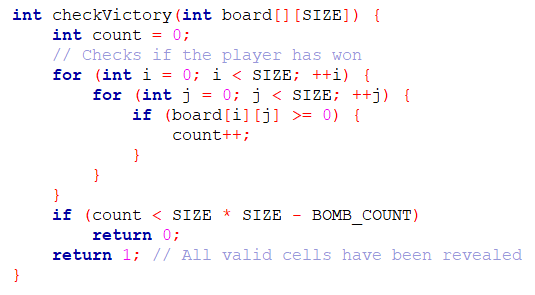 int checkVictory(int board[][SIZE]) {
    int count = 0;
    // Checks if the player has won
    for (int i = 0; i < SIZE; ++i) {
        for (int j = 0; j < SIZE; ++j) {
            if (board[i][j] >= 0) {
                count++;
            }
        }
    }
    if (count < SIZE * SIZE - BOMB_COUNT)
        return 0;
    return 1; // All valid cells have been revealed
}